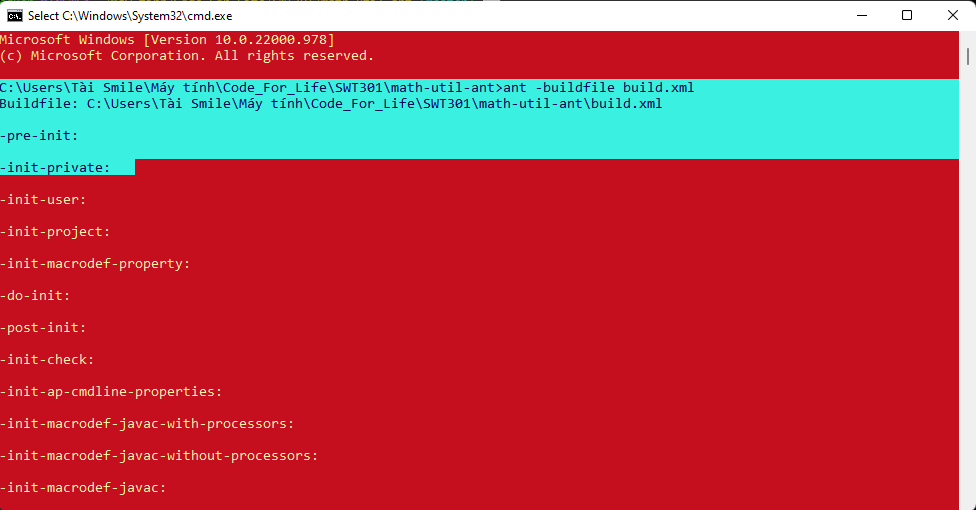 Select C:\Windows\System32\cmd.exe
Microsoft Windows [Version 10.0.22000.978]
(c) Microsoft Corporation. All rights reserved.
C:\Users\Tài Smile\Máy tính\Code_For_Life\SWT301\math-util-ant>ant -buildfile build.xml
Buildfile: C:\Users\Tài Smile\Máy tính\Code_For_Life\SWT301\math-util-ant\build.xml
-pre-init:
-init-private:
-init-user:
-init-project:
-init-macrodef-property:
-do-init:
-post-init:
-init-check:
-init-ap-cmdline-properties:
-init-macrodef-javac-with-processors:
-init-macrodef-javac-without-processors:
-init-macrodef-javac: